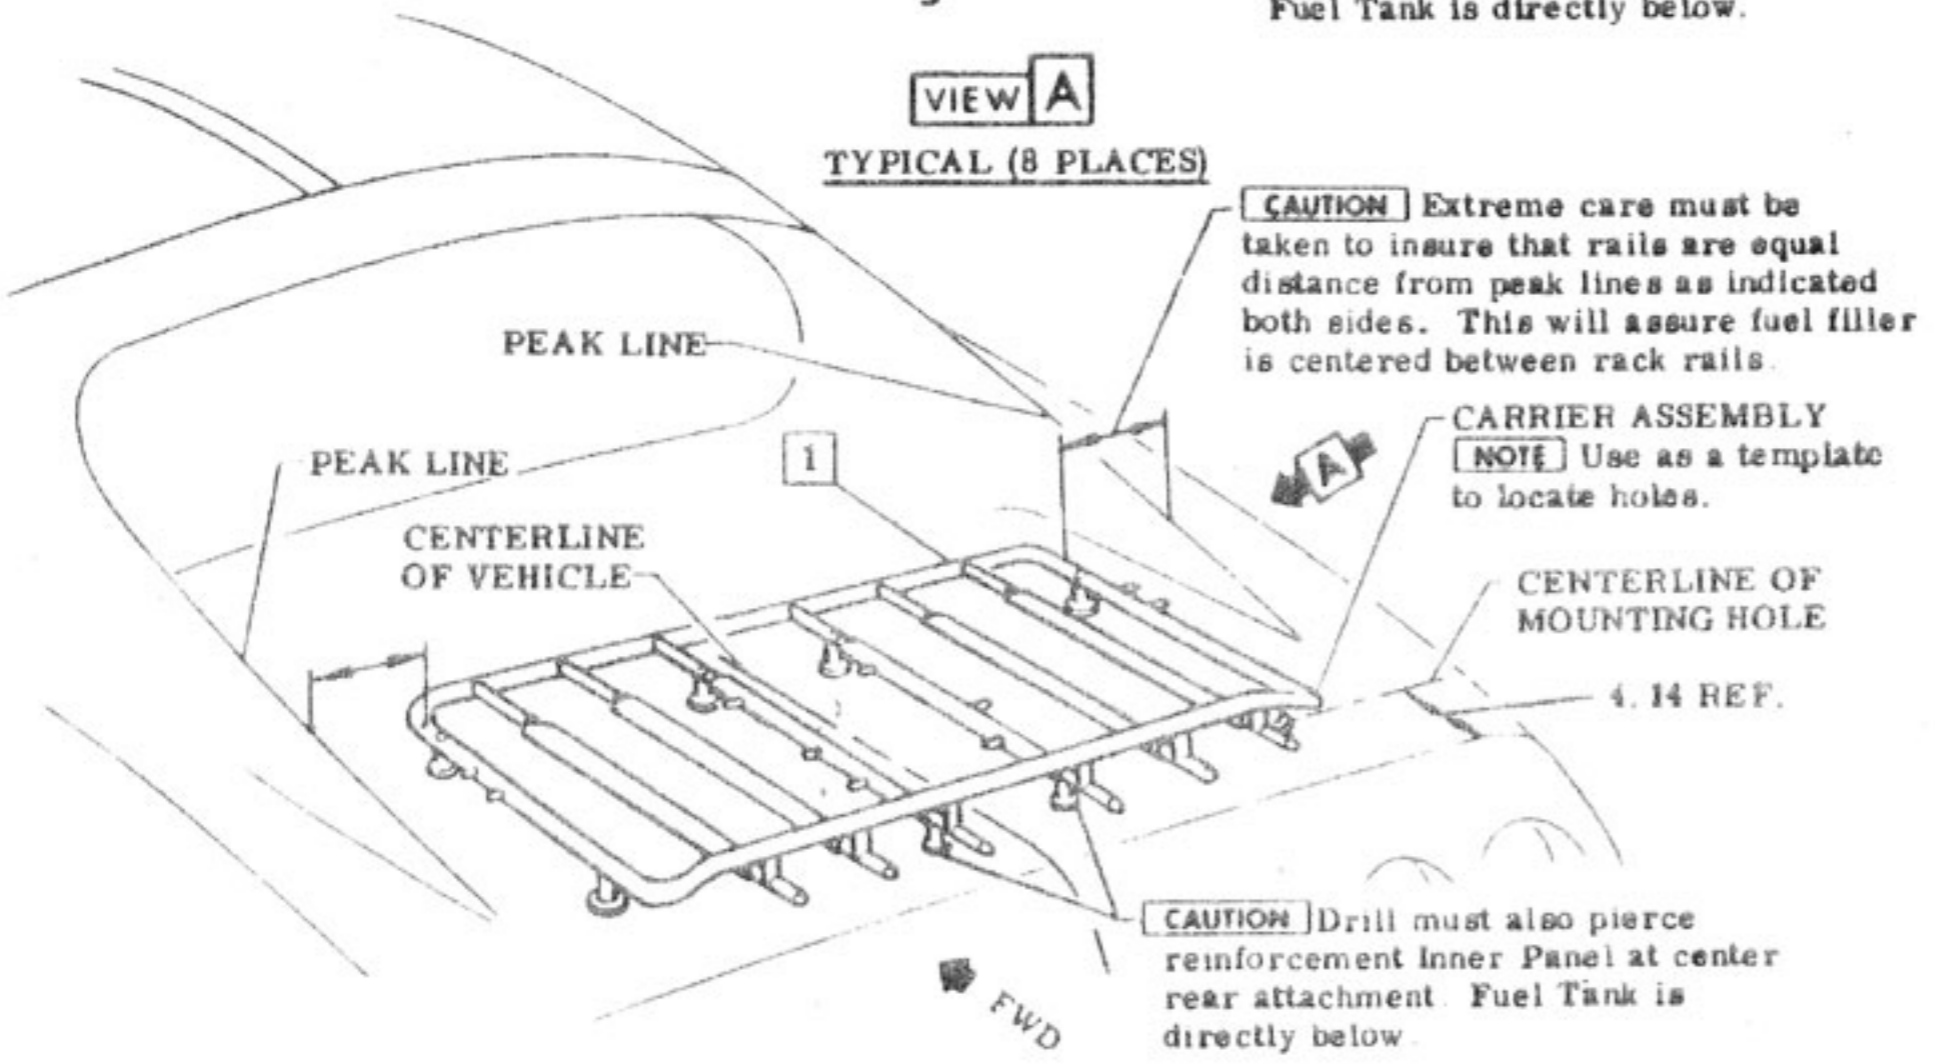 Fuel Tank is directly below.
VIEW A
TYPICAL (8 PLACES)
CAUTION Extreme care must be
taken to insure that rails are equal
distance from peak lines as indicated
both sides. This will assure fuel filler
is centered between rack rails.
PEAK LINE
CARRIER ASSEMBLY
NOTE Use as a template
to locate holes.
A
PEAK LINE
1
CENTERLINE
OF VEHICLE
CENTERLINE OF
MOUNTING HOLE
4.14 REF.
CAUTION Drill must also pierce
reinforcement Inner Panel at center
rear attachment. Fuel Tank is
directly below
FWD